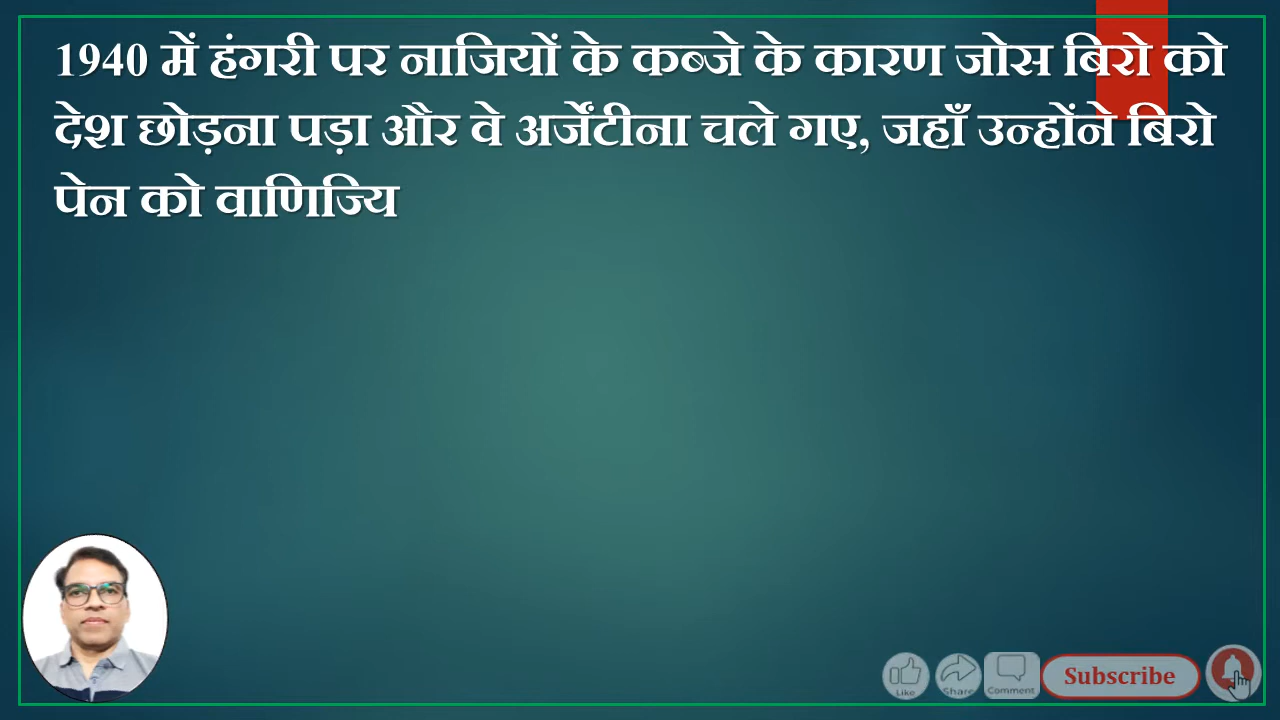 1940 में हंगरी पर नाजियों के कब्जे के कारण जोस बिरो को
देश छोड़ना पड़ा और वे अर्जेंटीना चले गए, जहाँ उन्होंने बिरो
पेन को वाणिज्यि
Like
Share
Comment
Subscribe